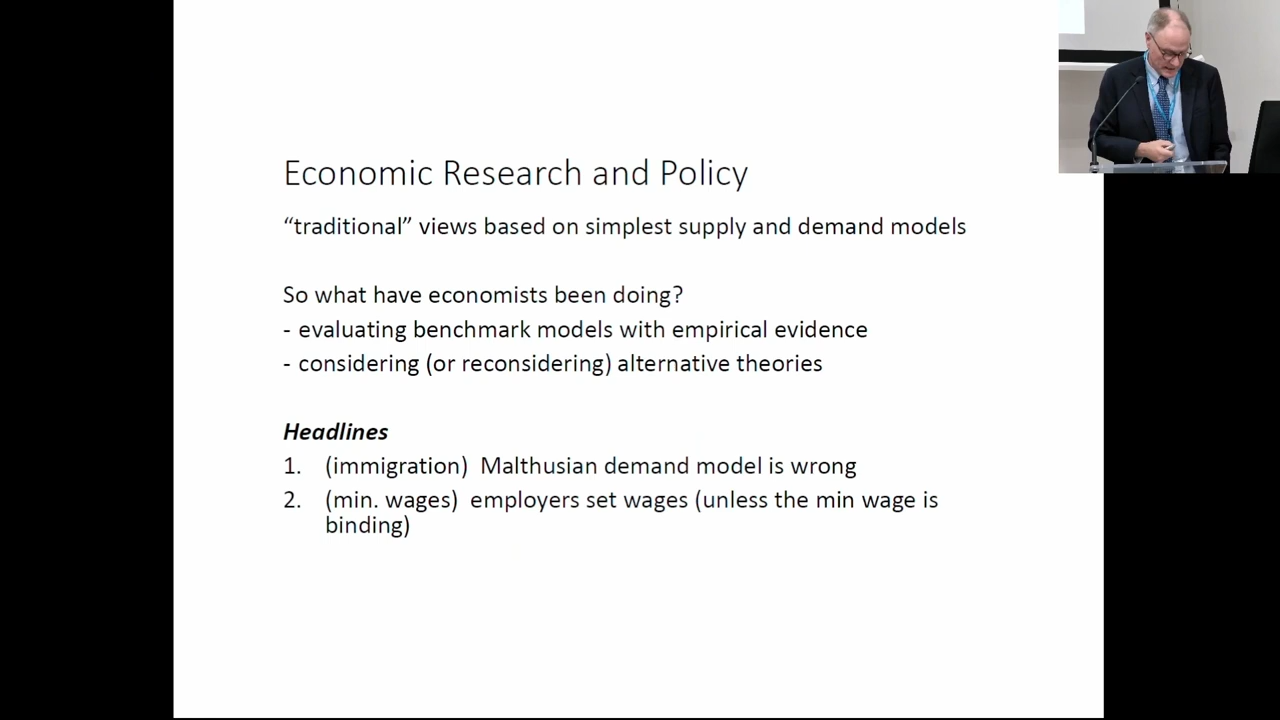 Economic Research and Policy
“traditional” views based on simplest supply and demand models
So what have economists been doing?
- evaluating benchmark models with empirical evidence
- considering (or reconsidering) alternative theories
Headlines
1. (immigration) Malthusian demand model is wrong
2. (min. wages) employers set wages (unless the min wage is
binding)